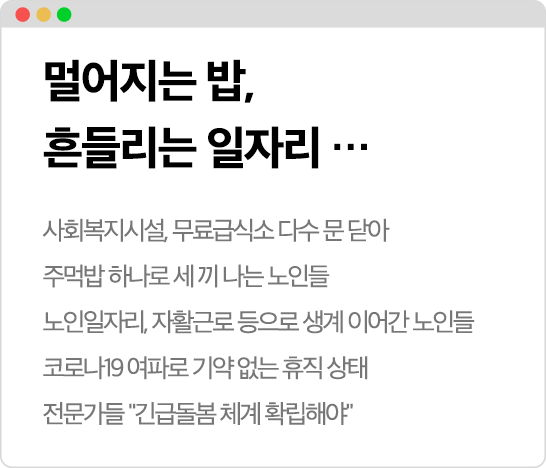 멀어지는 밥,
흔들리는 일자리 …
사회복지시설, 무료급식소 다수 문 닫아
주먹밥 하나로 세 끼 나는 노인들
노인일자리, 자활근로 등으로 생계 이어간 노인들
코로나19 여파로 기약 없는 휴직 상태
전문가들 "긴급돌봄 체계 확립해야"